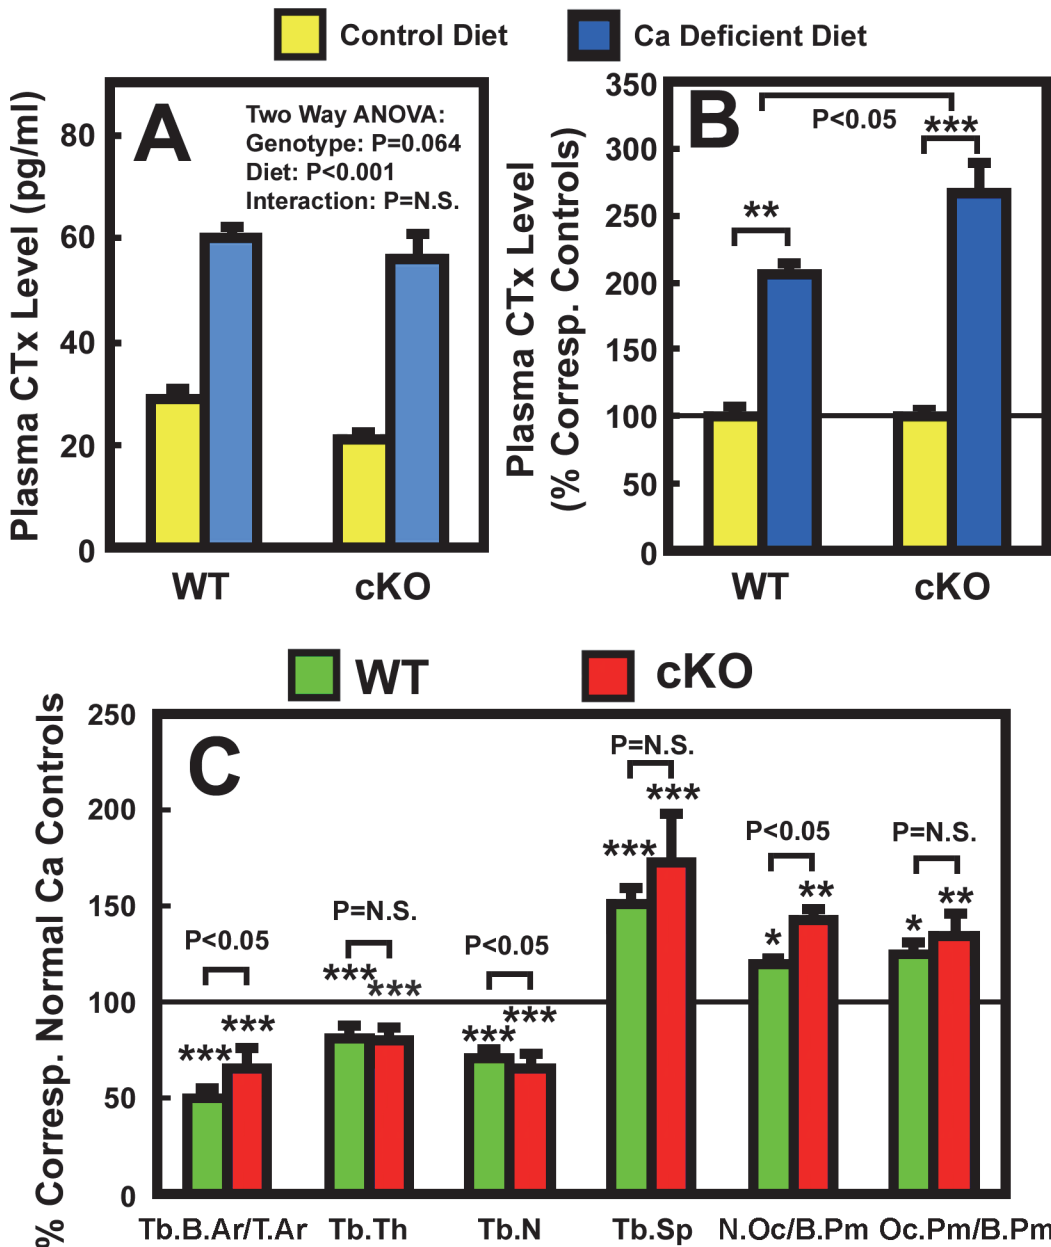 Control Diet
Ca Deficient Diet
A
Two Way ANOVA:
Genotype: P=0.064
Diet: P<0.001
Interaction: P=N.S.
Plasma CTx Level (pg/ml)
80
60
40
20
0
WT
cKO
B
P<0.05
***
**
Plasma CTx Level
(% Corresp. Controls)
350
300
250
200
150
100
50
0
WT
cKO
WT
cKO
C
% Corresp. Normal Ca Controls
250
200
150
100
50
0
P<0.05
***
***
P=N.S.
***
***
P<0.05
***
***
P=N.S.
***
***
P<0.05
*
**
P=N.S.
*
**
Tb.B.Ar/T.Ar
Tb.Th
Tb.N
Tb.Sp
N.Oc/B.Pm
Oc.Pm/B.Pm